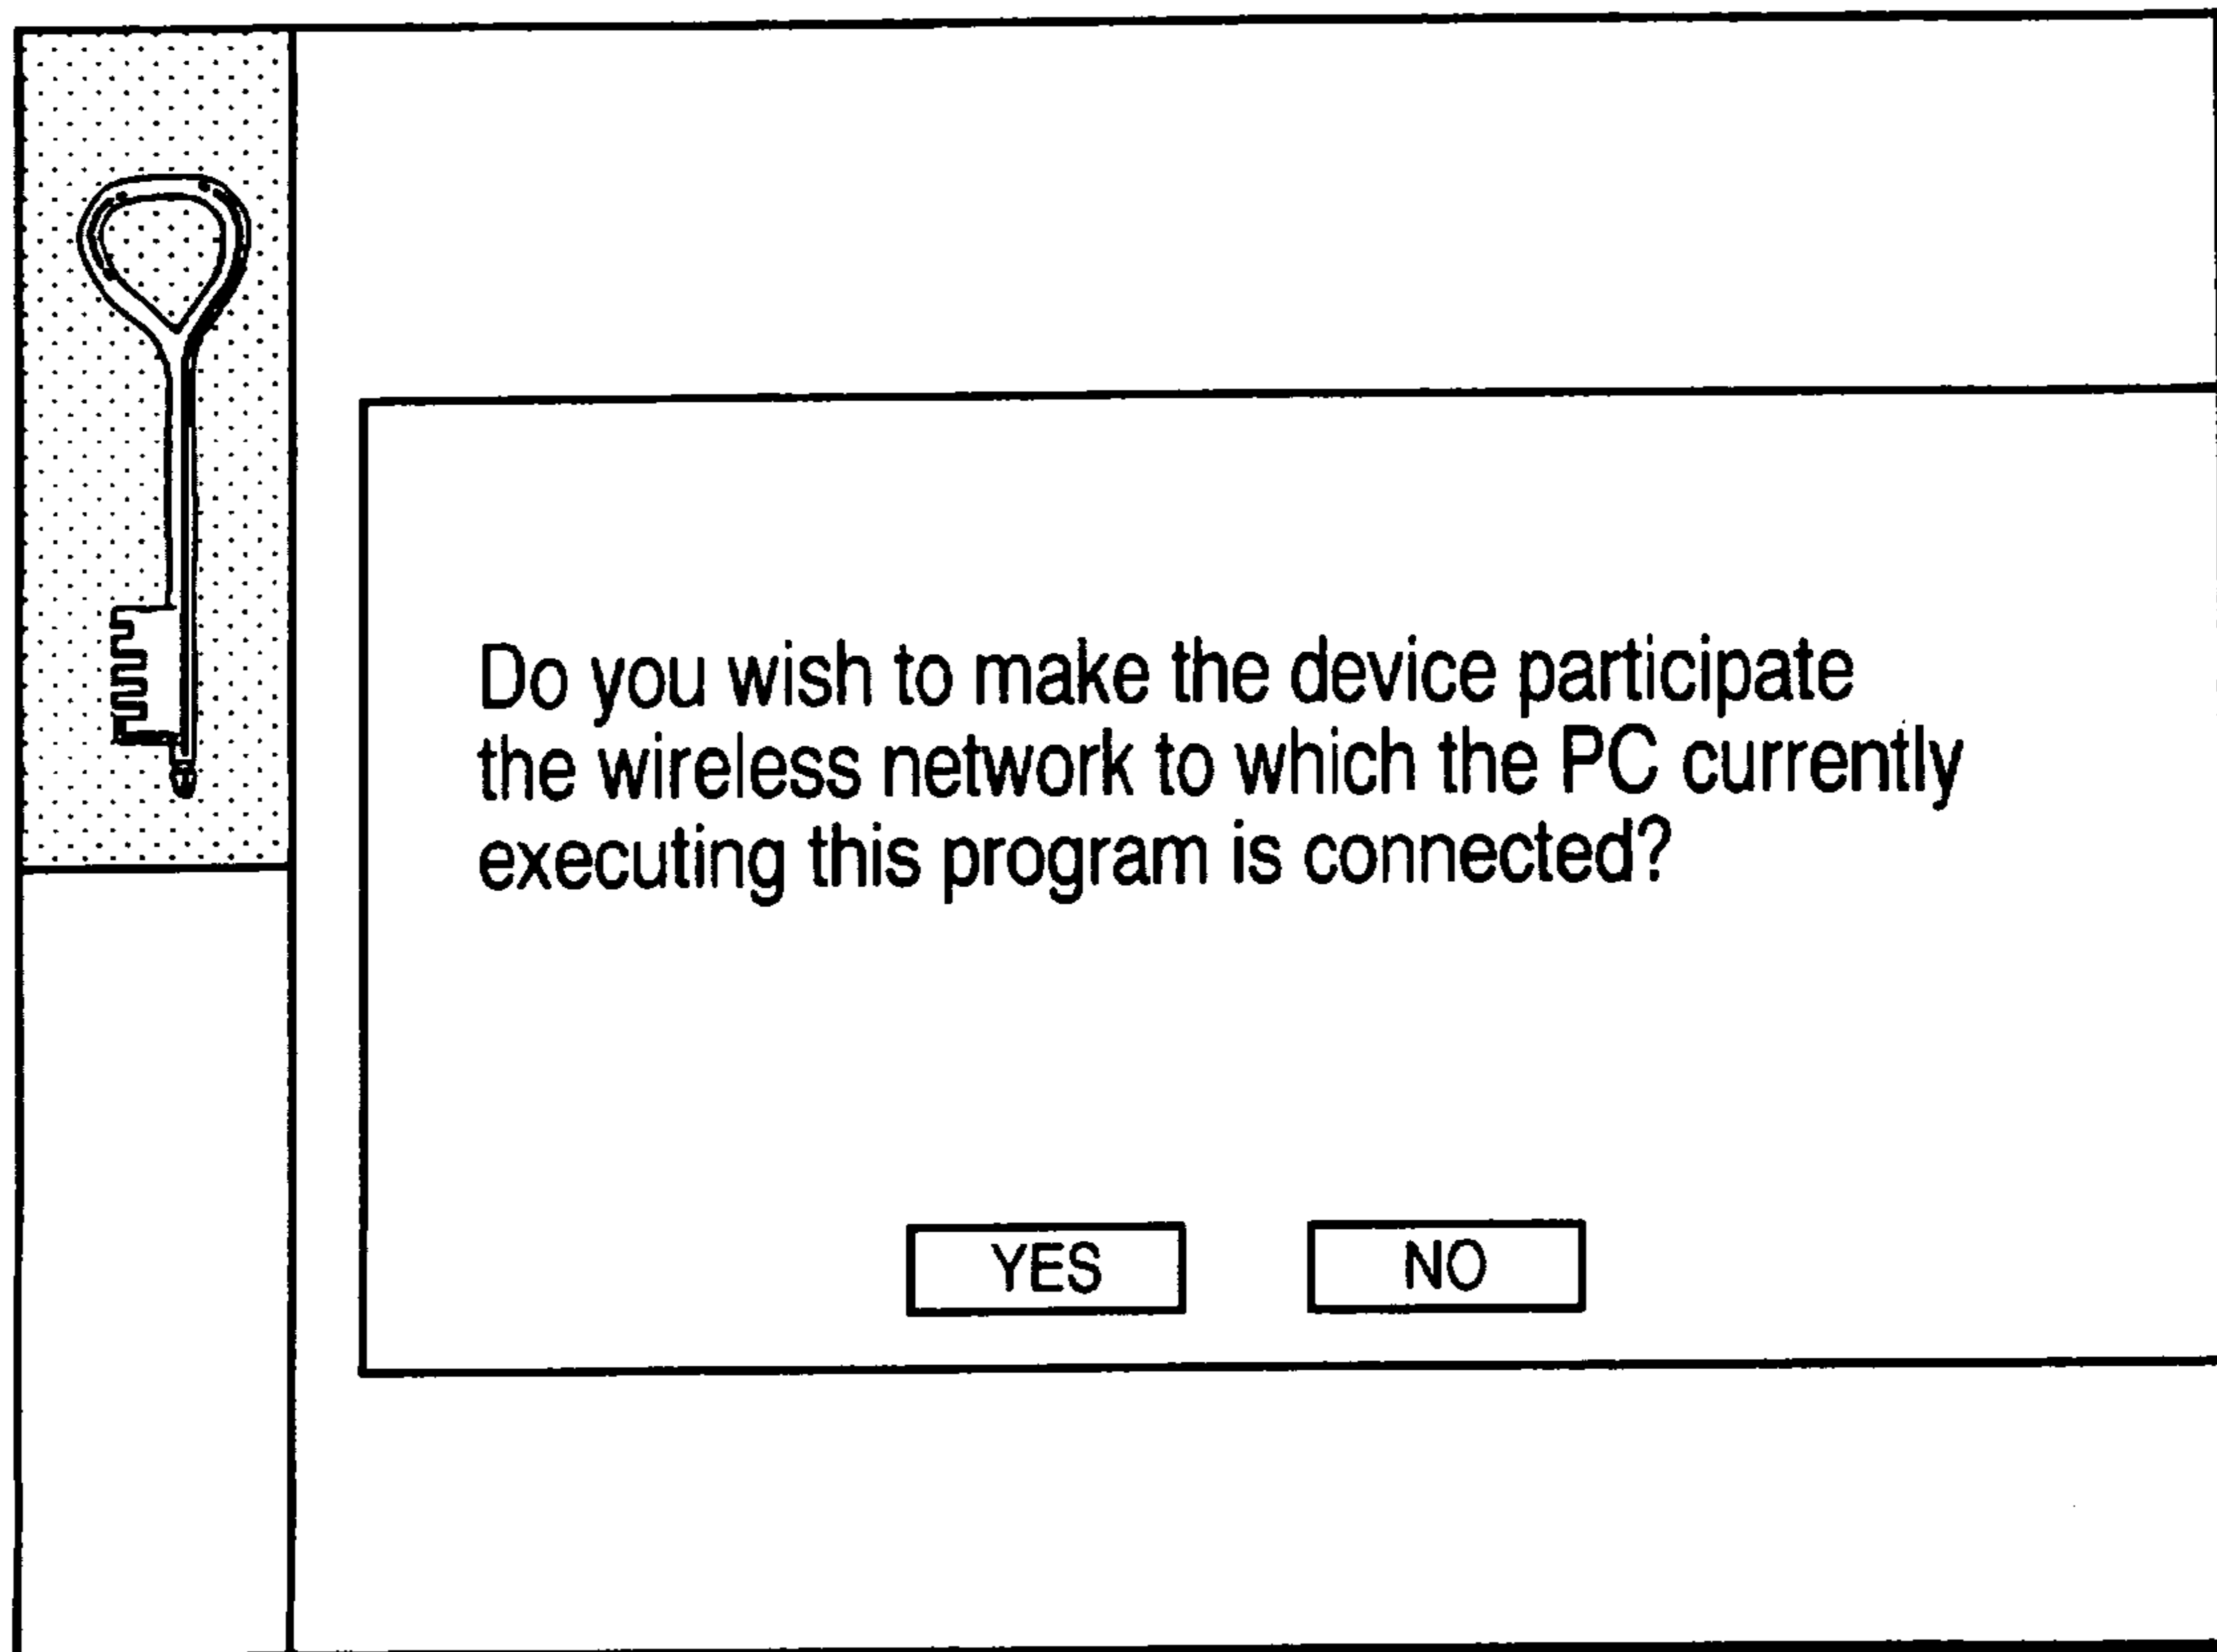 Do you wish to make the device participate
the wireless network to which the PC currently
executing this program is connected?
YES NO